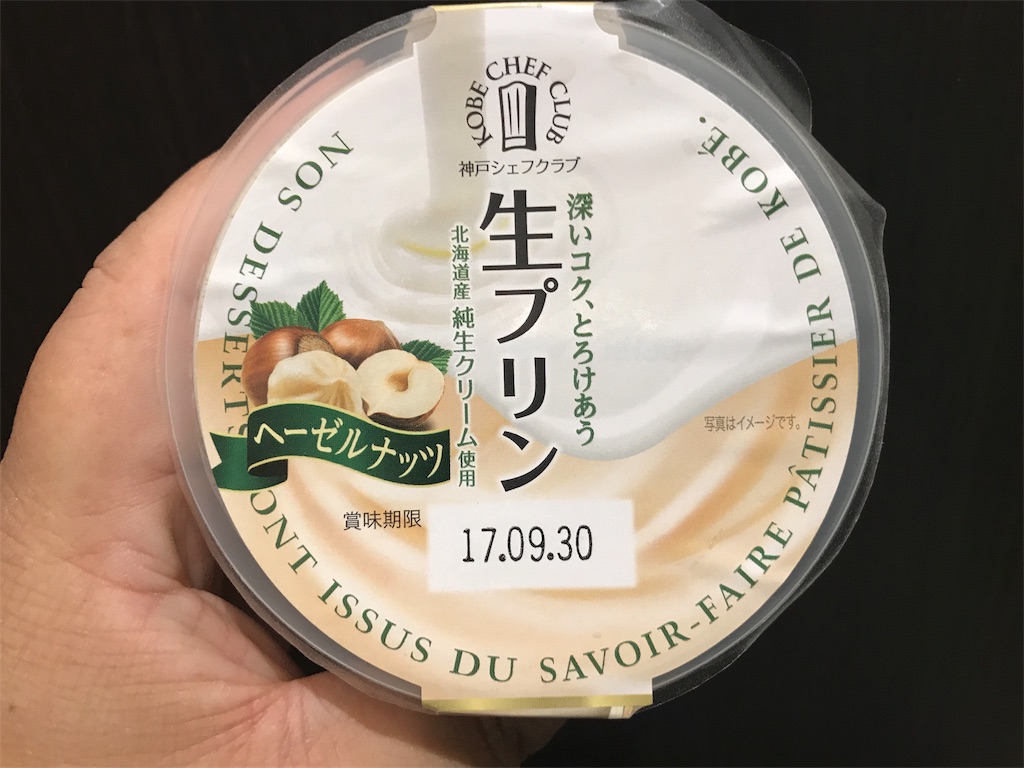 KOBE CHEF CLUB
神戸シェフクラブ
深いコク、とろけあう
生プリン
北海道産 純生クリーム使用
ヘーゼルナッツ
写真はイメージです。
賞味期限
17.09.30
NOS DESSERTS SONT ISSUS DU SAVOIR-FAIRE PÂTISSIER DE KOBÉ.